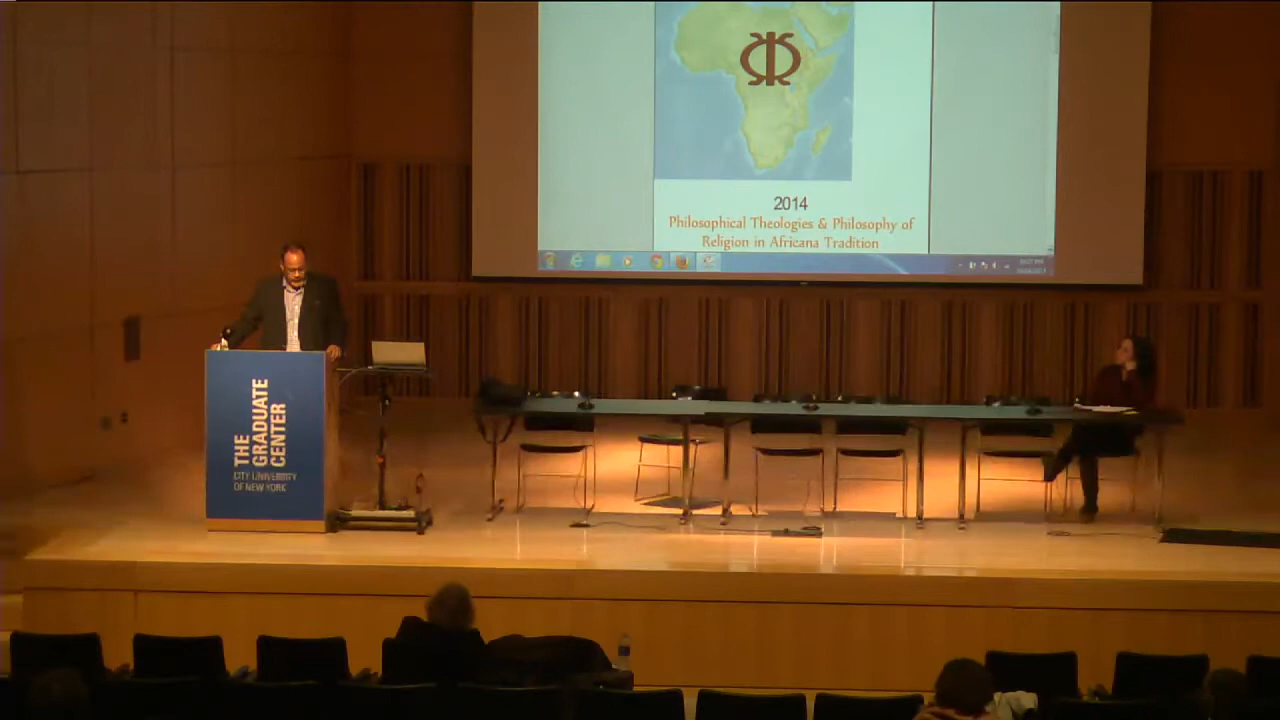 2014
Philosophical Theologies & Philosophy of
Religion in Africana Tradition
THE
GRADUATE
CENTER
CITY UNIVERSITY
OF NEW YORK